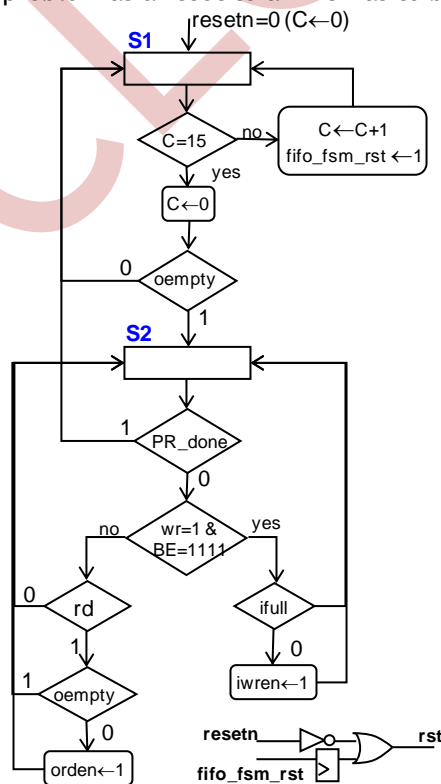 resetn=0 (C←0)
S1
C=15
no
C←C+1
fifo_fsm_rst ←1
yes
C←0
0
oempty
1
S2
1
PR_done
0
no
wr=1 &
BE=1111
yes
0
rd
ifull
1
0
1
oempty
iwren←1
0
orden←1
resetn
rst
fifo_fsm_rst